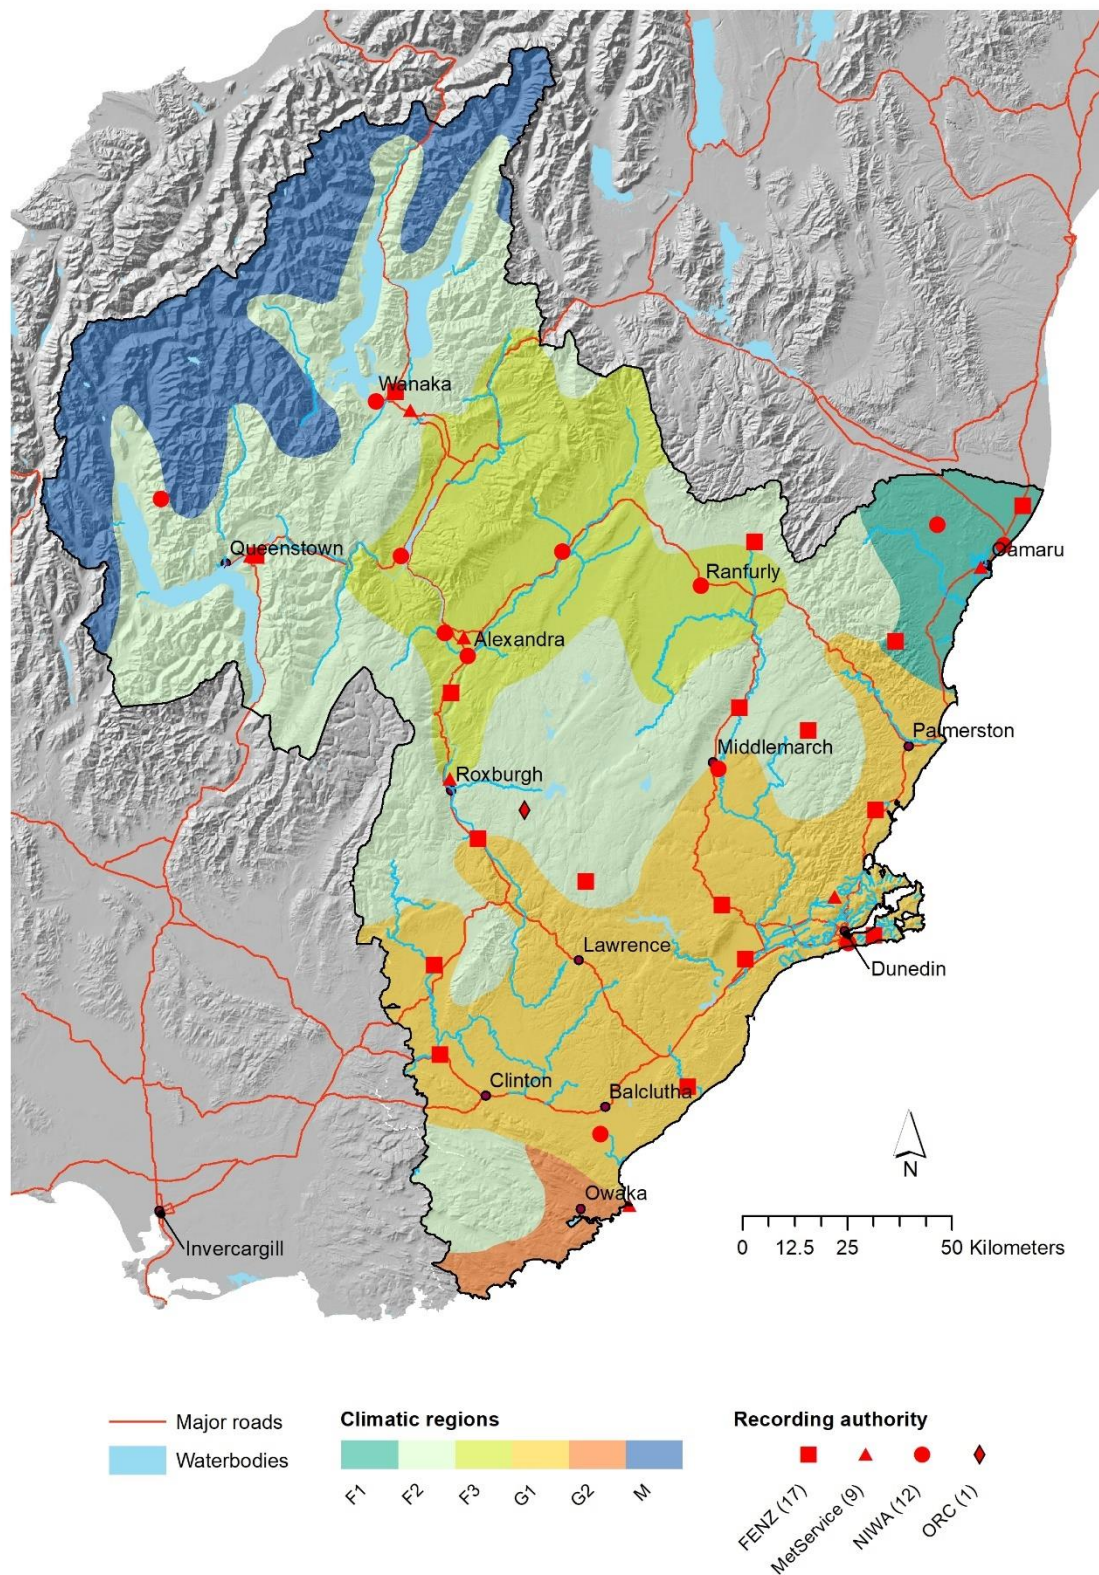 Wanaka
Queenstown
Ranfurly
Oamaru
Alexandra
Palmerston
Middlemarch
Roxburgh
Lawrence
Dunedin
Clinton
Balclutha
N
Owaka
Invercargill
0 12.5 25 50 Kilometers
Major roads
Waterbodies
Climatic regions
F1 F2 F3 G1 G2 M
Recording authority
FENZ (17) MetService (9) NIWA (12) ORC (1)